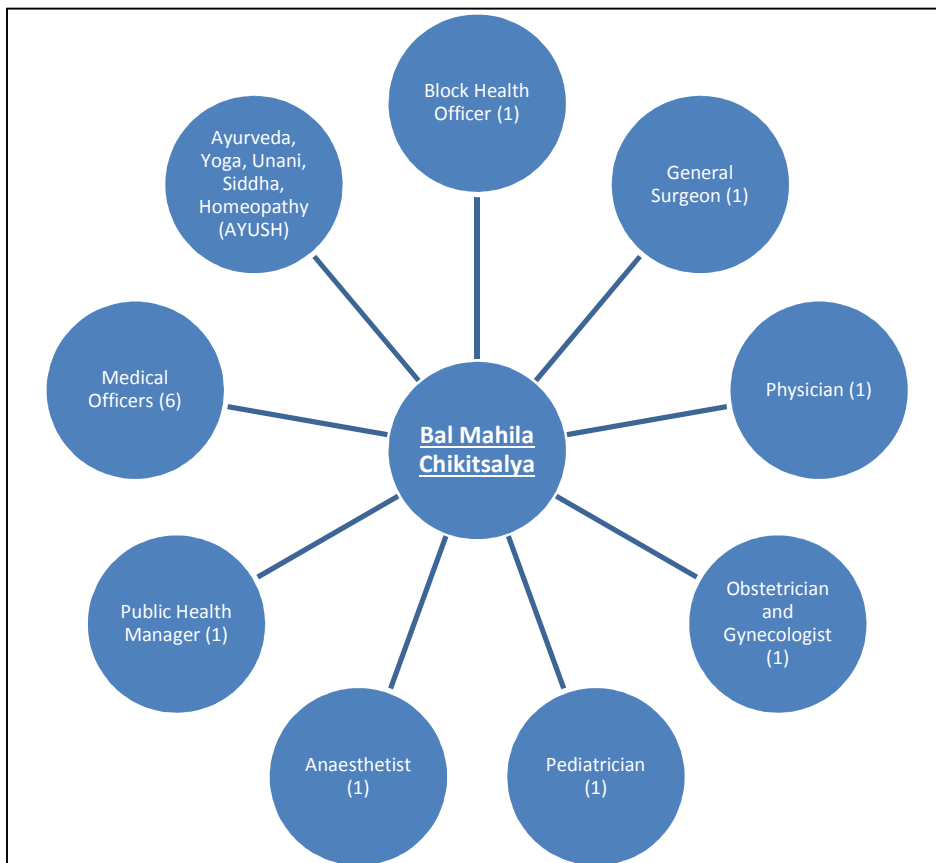 Block Health
Officer (1)
General
Surgeon (1)
Physician (1)
Obstetrician
and
Gynecologist
(1)
Pediatrician
(1)
Anaesthetist
(1)
Public Health
Manager (1)
Medical
Officers (6)
Ayurveda,
Yoga, Unani,
Siddha,
Homeopathy
(AYUSH)
Bal Mahila
Chikitsalya